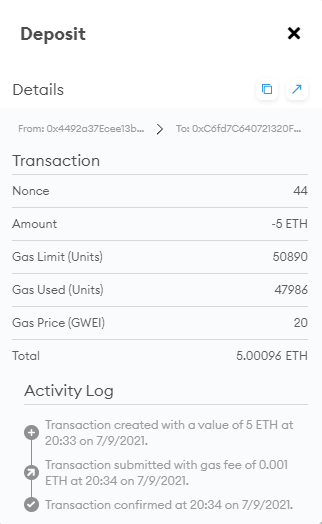 Deposit
Details
From: 0x4492a37Ecee13b... > To: 0xC6fd7C640721320F...
Transaction
Nonce 44
Amount -5 ETH
Gas Limit (Units) 50890
Gas Used (Units) 47986
Gas Price (GWEI) 20
Total 5.00096 ETH
Activity Log
Transaction created with a value of 5 ETH at
20:33 on 7/9/2021.
Transaction submitted with gas fee of 0.001
ETH at 20:34 on 7/9/2021.
Transaction confirmed at 20:34 on 7/9/2021.